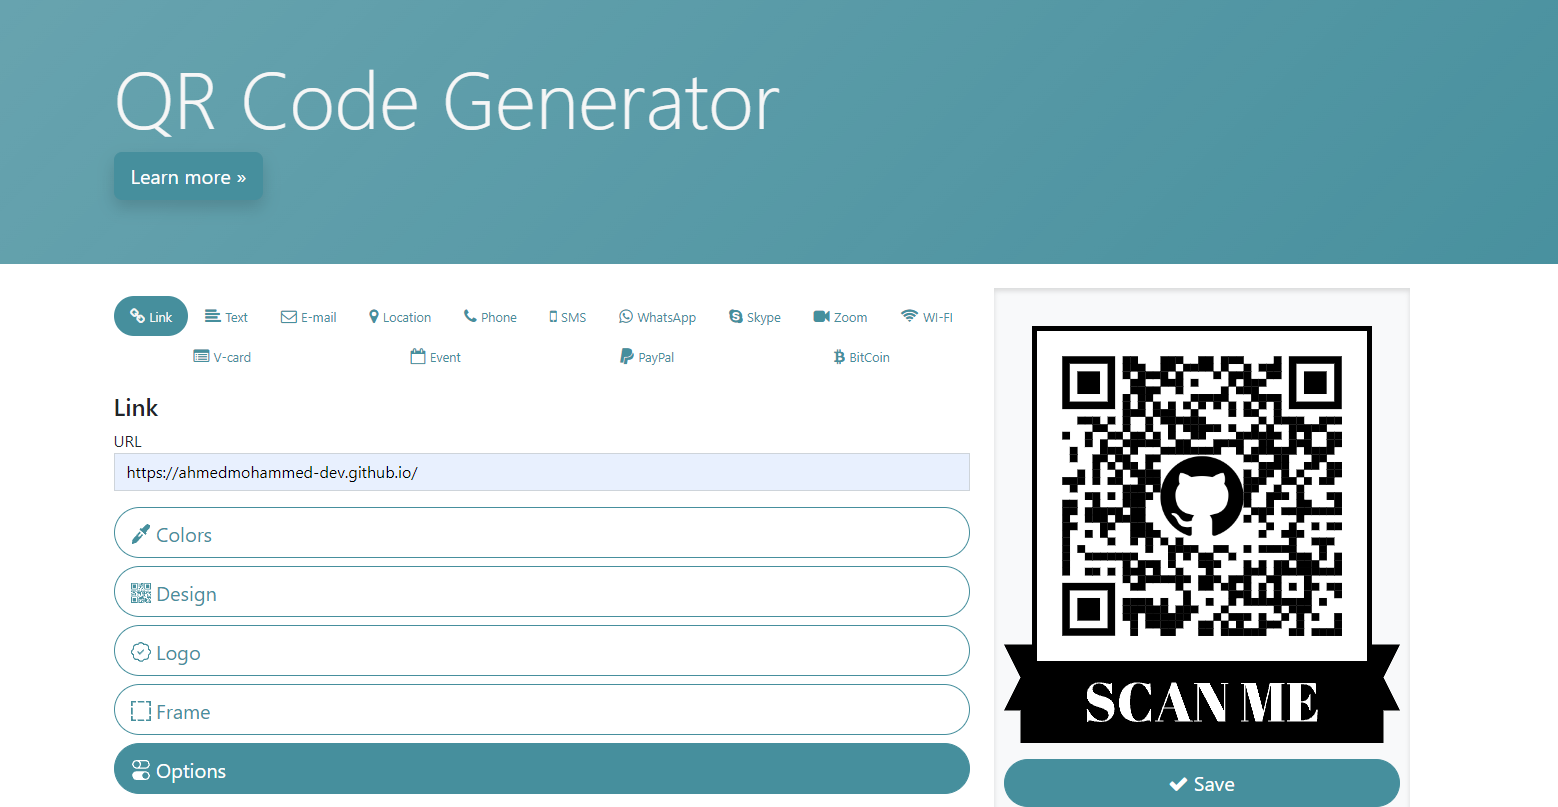 QR Code Generator
Learn more »
Link Text E-mail Location Phone SMS WhatsApp Skype Zoom WI-FI
V-card Event PayPal BitCoin
Link
URL
https://ahmedmohammed-dev.github.io/
Colors
Design
Logo
Frame
Options
SCAN ME
Save